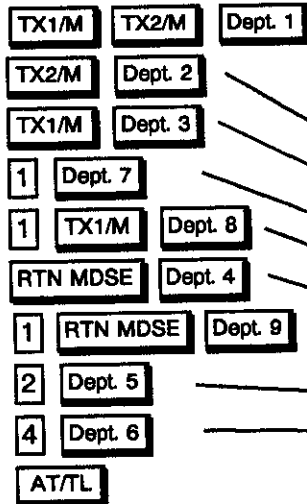 TX1/M TX2/M Dept. 1
TX2/M Dept. 2
TX1/M Dept. 3
1 Dept. 7
1 TX1/M Dept. 8
RTN MDSE Dept. 4
1 RTN MDSE Dept. 9
2 Dept. 5
4 Dept. 6
AT/TL